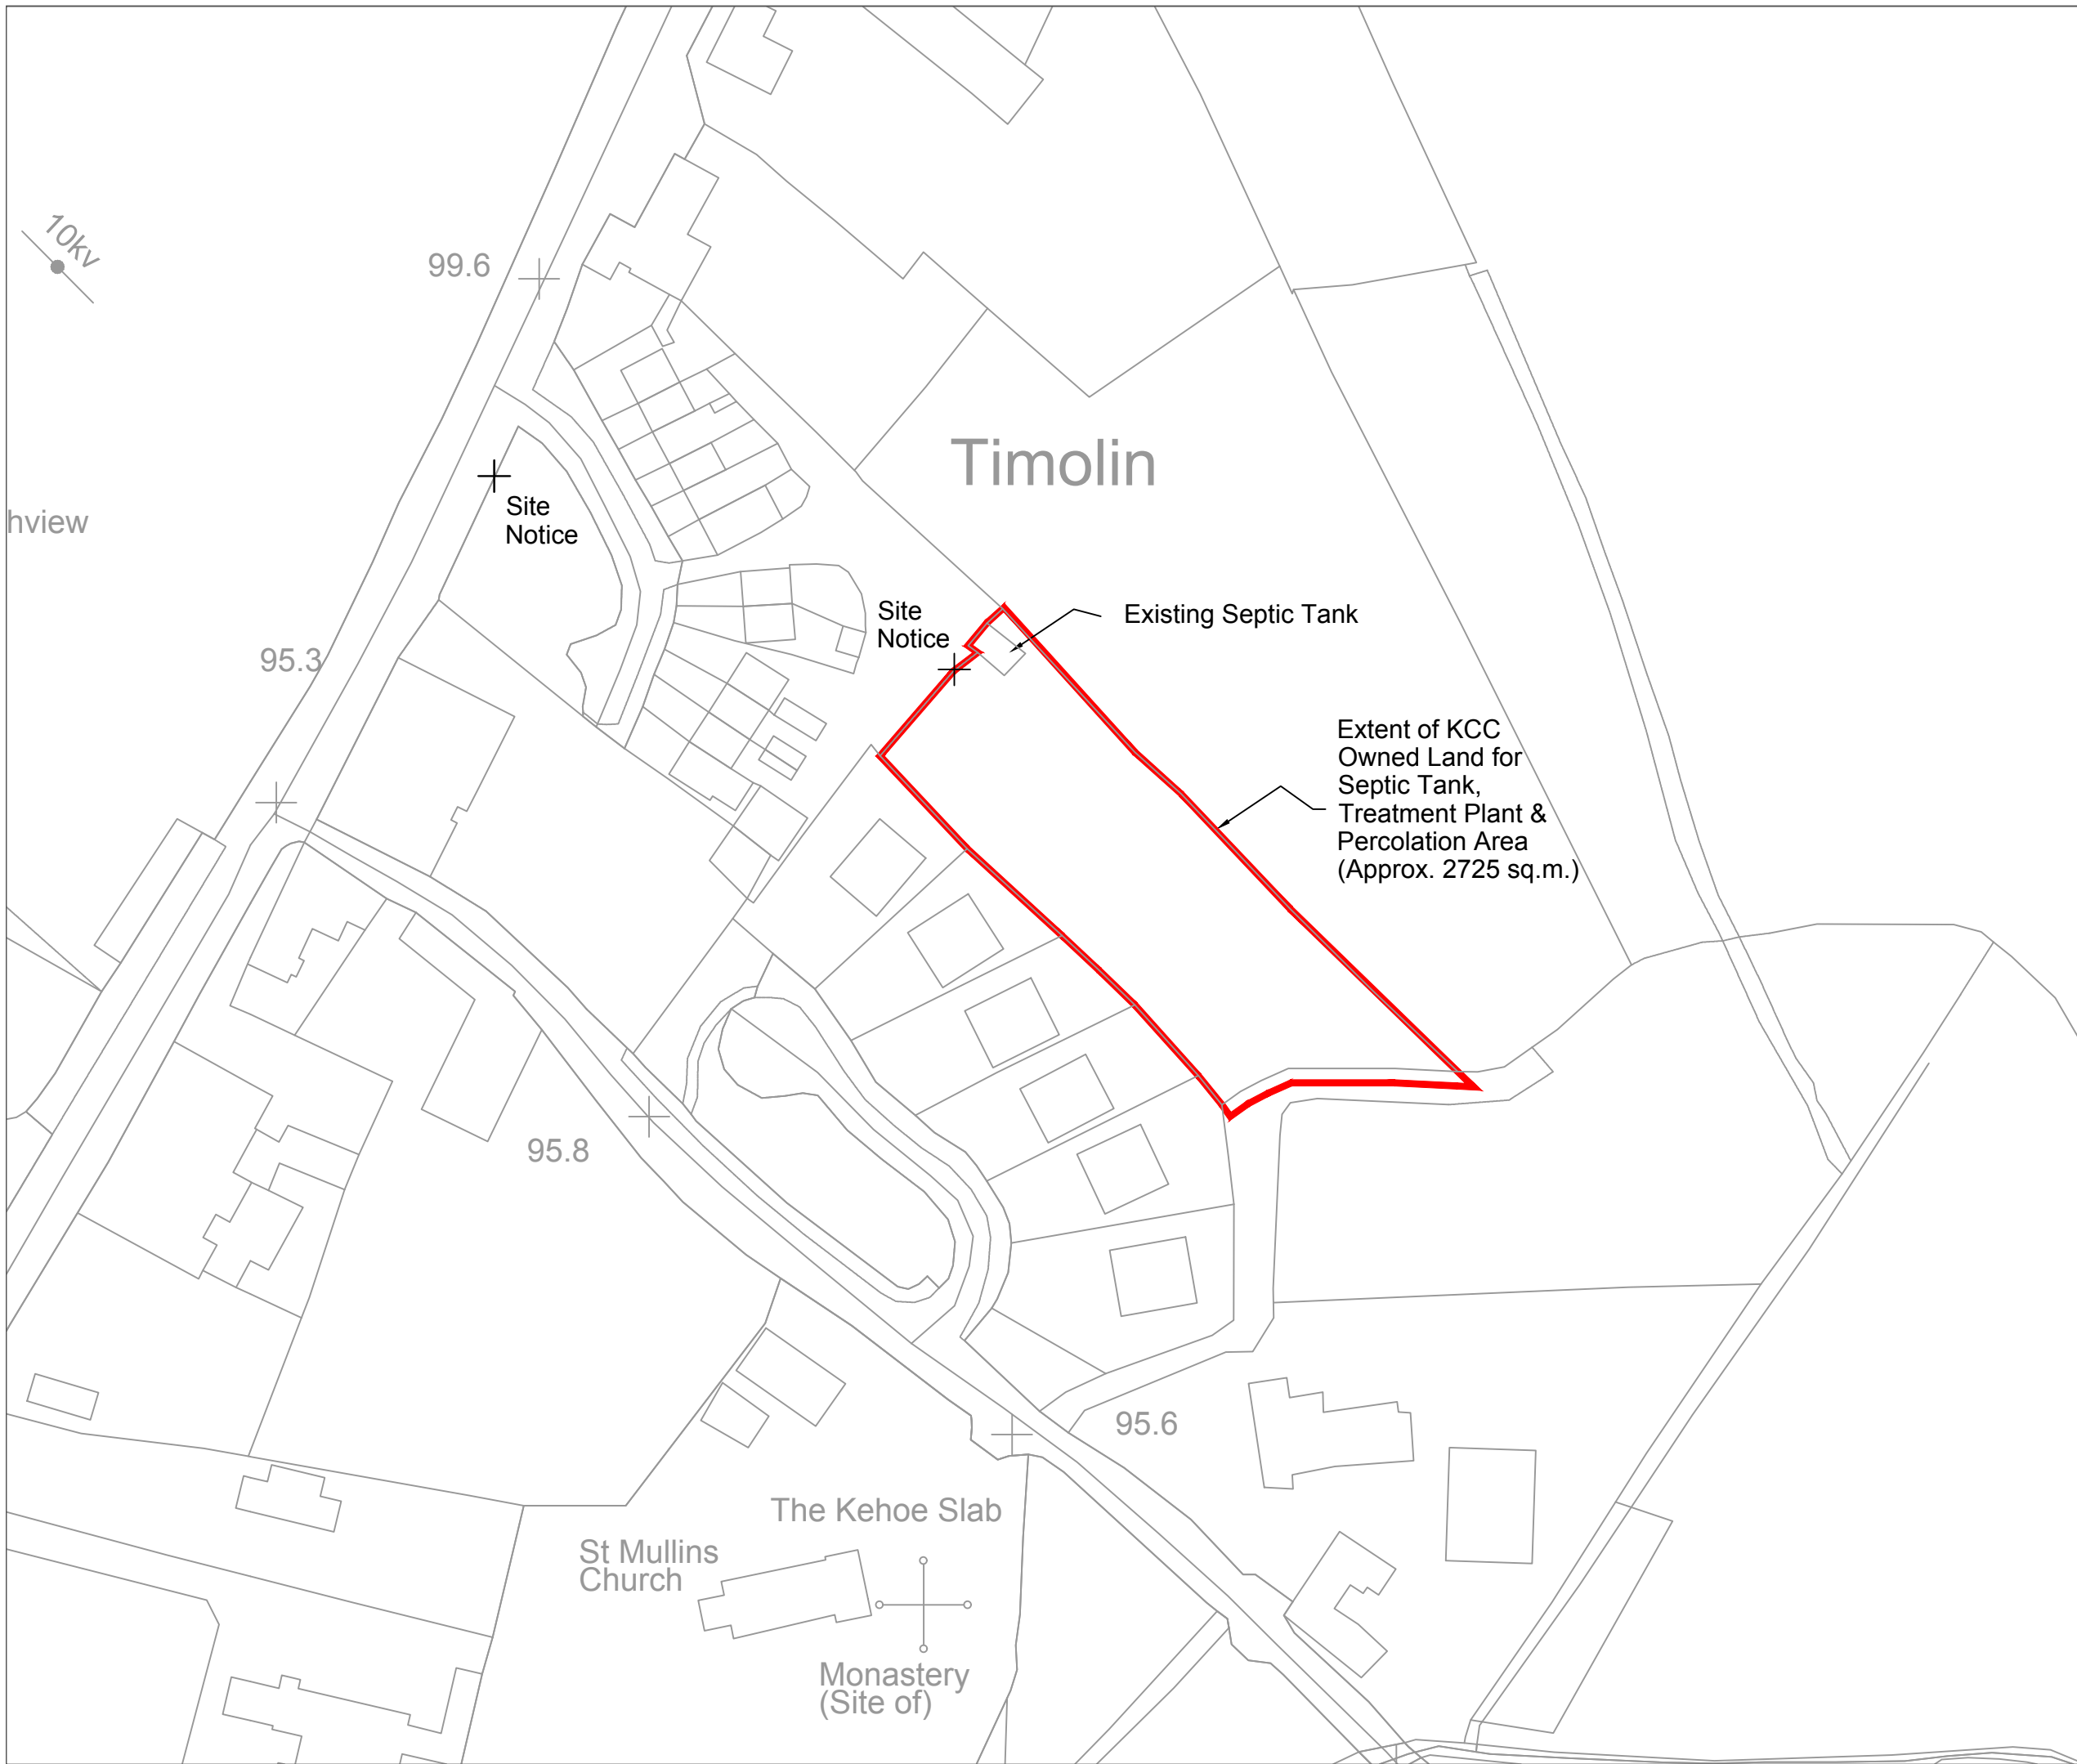 10kv
99.6
Timolin
Site
Notice
hview
Site
Notice
Existing Septic Tank
95.3
Extent of KCC
Owned Land for
Septic Tank,
Treatment Plant &
Percolation Area
(Approx. 2725 sq.m.)
95.8
95.6
The Kehoe Slab
St Mullins
Church
Monastery
(Site of)